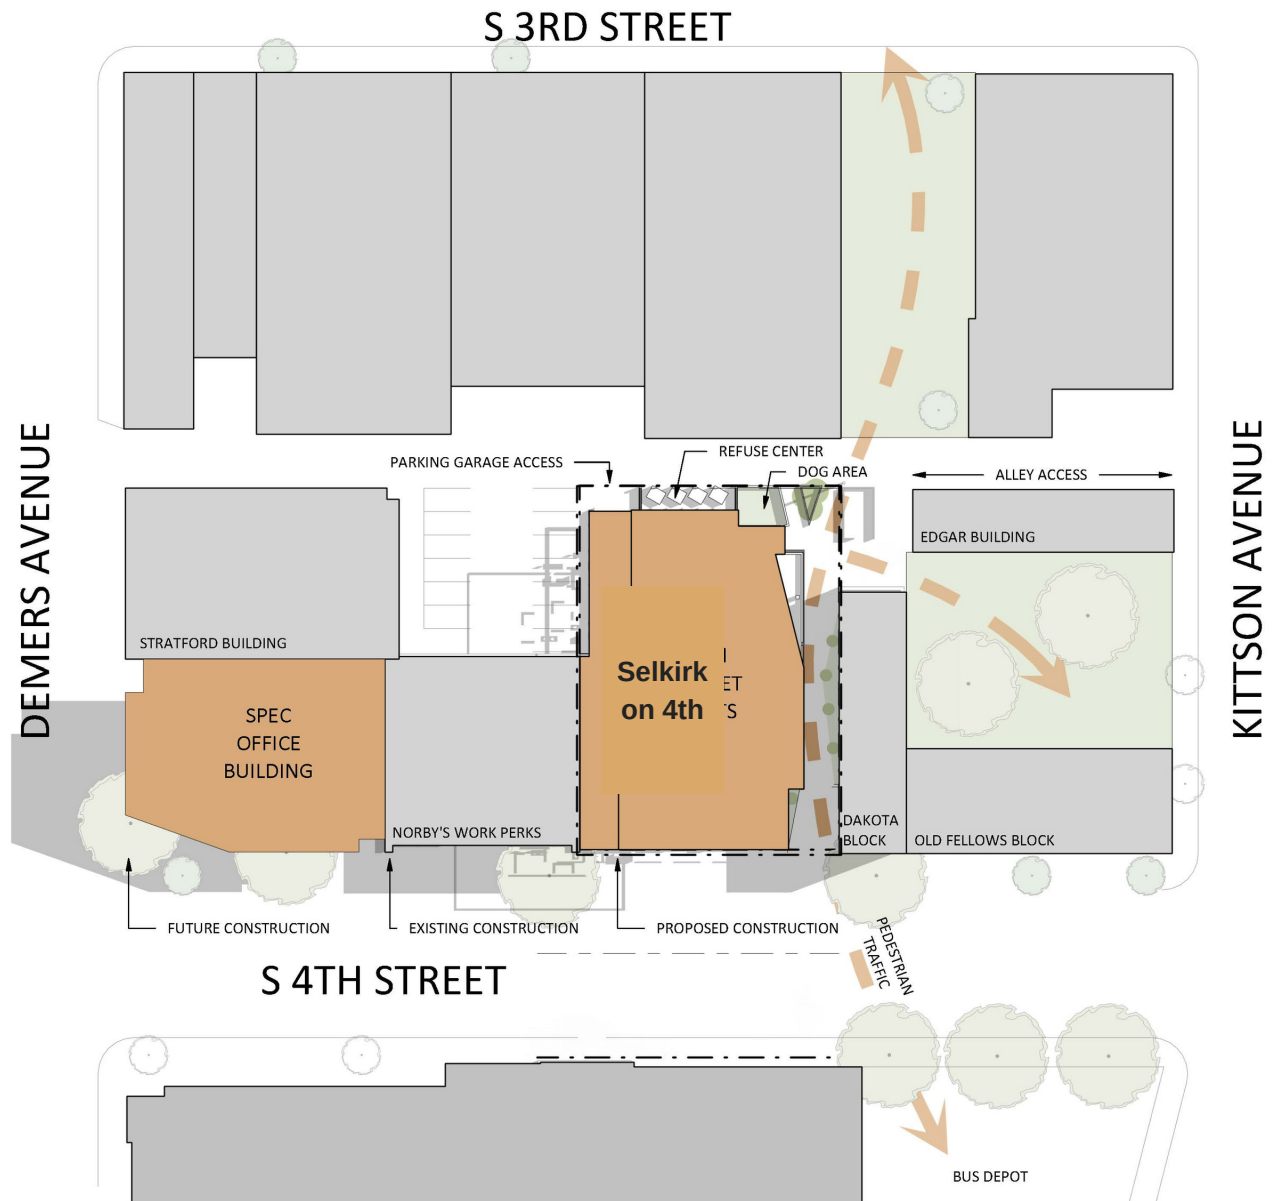 S 3RD STREET
REFUSE CENTER
PARKING GARAGE ACCESS
DOG AREA
ALLEY ACCESS
DEMERS AVENUE
KITTSON AVENUE
EDGAR BUILDING
STRATFORD BUILDING
Selkirk
on 4th
SPEC
OFFICE
BUILDING
NORBY'S WORK PERKS
DAKOTA
BLOCK
OLD FELLOWS BLOCK
FUTURE CONSTRUCTION
EXISTING CONSTRUCTION
PROPOSED CONSTRUCTION
PEDESTRIAN
TRAFFIC
S 4TH STREET
BUS DEPOT